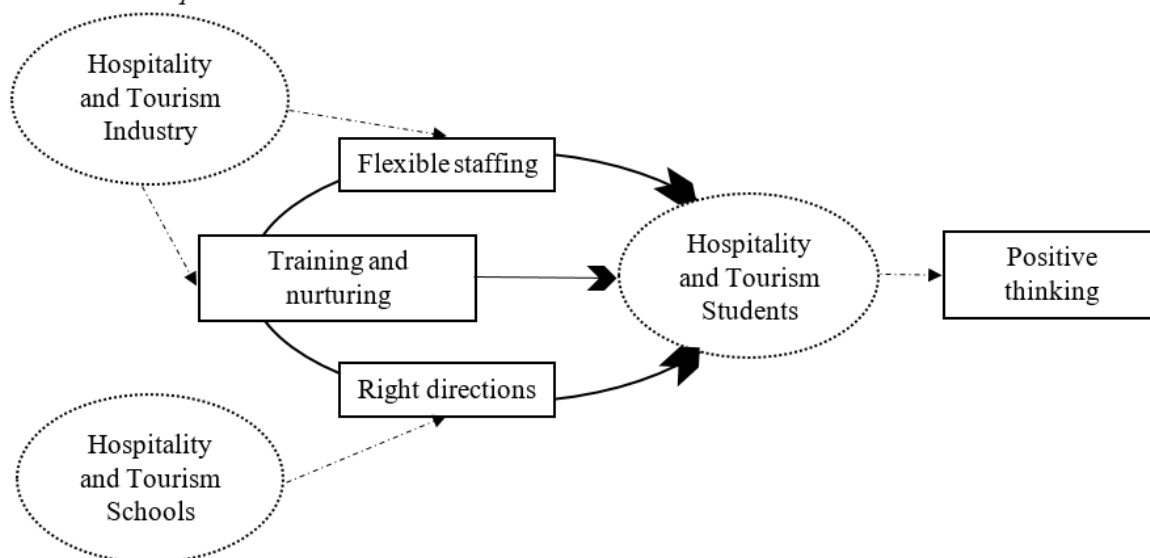 Hospitality
and Tourism
Industry
Flexible staffing
Training and
nurturing
Hospitality
and Tourism
Students
Positive
thinking
Right directions
Hospitality
and Tourism
Schools